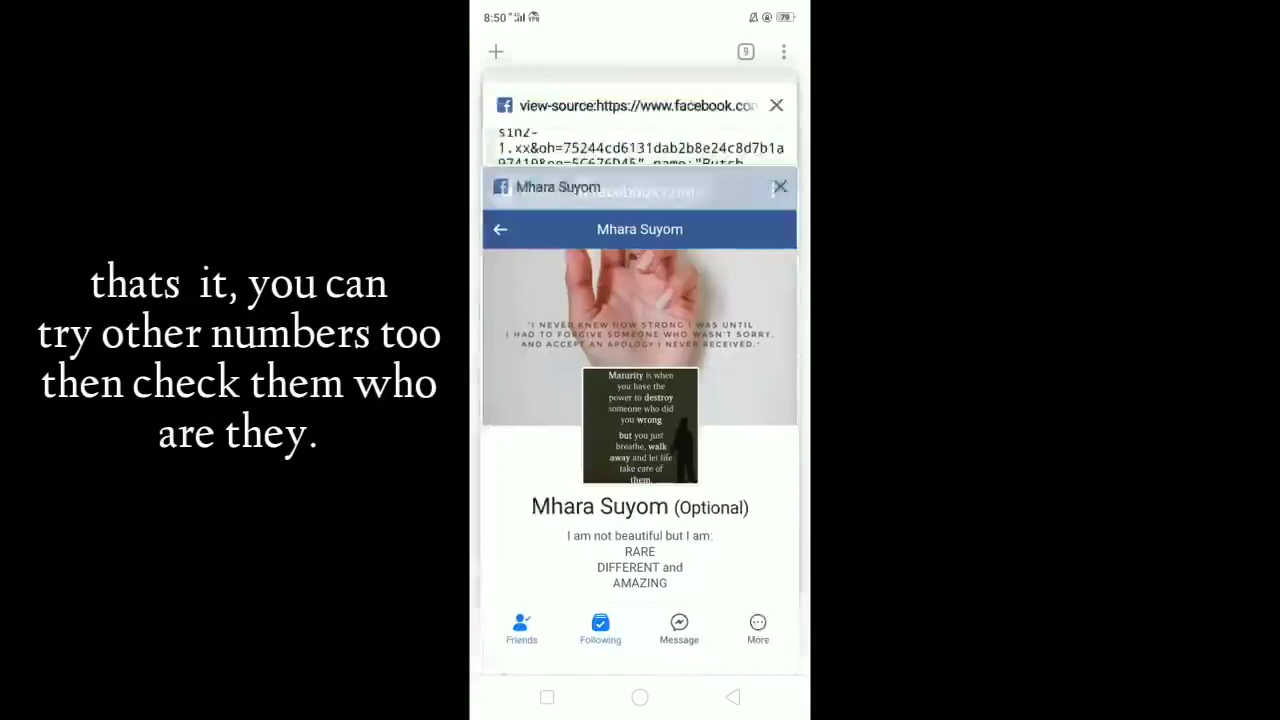 thats it, you can
try other numbers too
then check them who
are they.
8:50
VPN
79
9
view-source:https://www.facebook.con
1.xx&oh=75244cd6131dab2b8e24c8d7b1a
Mhara Suyom
Mhara Suyom
"I NEVER KNEW HOW STRONG I WAS UNTIL
I HAD TO FORGIVE SOMEONE WHO WASN'T SORRY,
AND ACCEPT AN APOLOGY I NEVER RECEIVED."
Maturity is when
you have the
power to destroy
someone who did
you wrong
but you just
breathe, walk
away and let life
take care of
them.
Mhara Suyom (Optional)
I am not beautiful but I am:
RARE
DIFFERENT and
AMAZING
Friends Following Message More